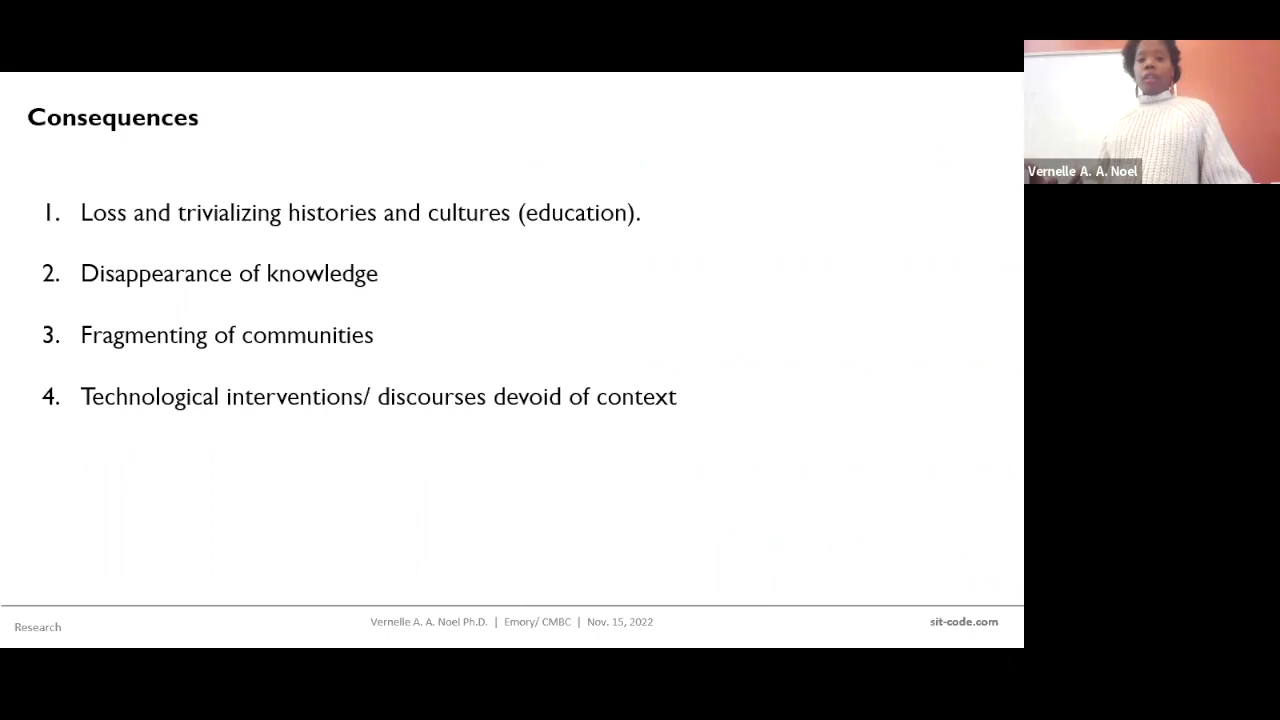 Consequences
1. Loss and trivializing histories and cultures (education).
2. Disappearance of knowledge
3. Fragmenting of communities
4. Technological interventions/ discourses devoid of context
Research
Vernelle A. A. Noel Ph.D. | Emory/ CMBC | Nov. 15, 2022
sit-code.com
Vernelle A. A. Noel